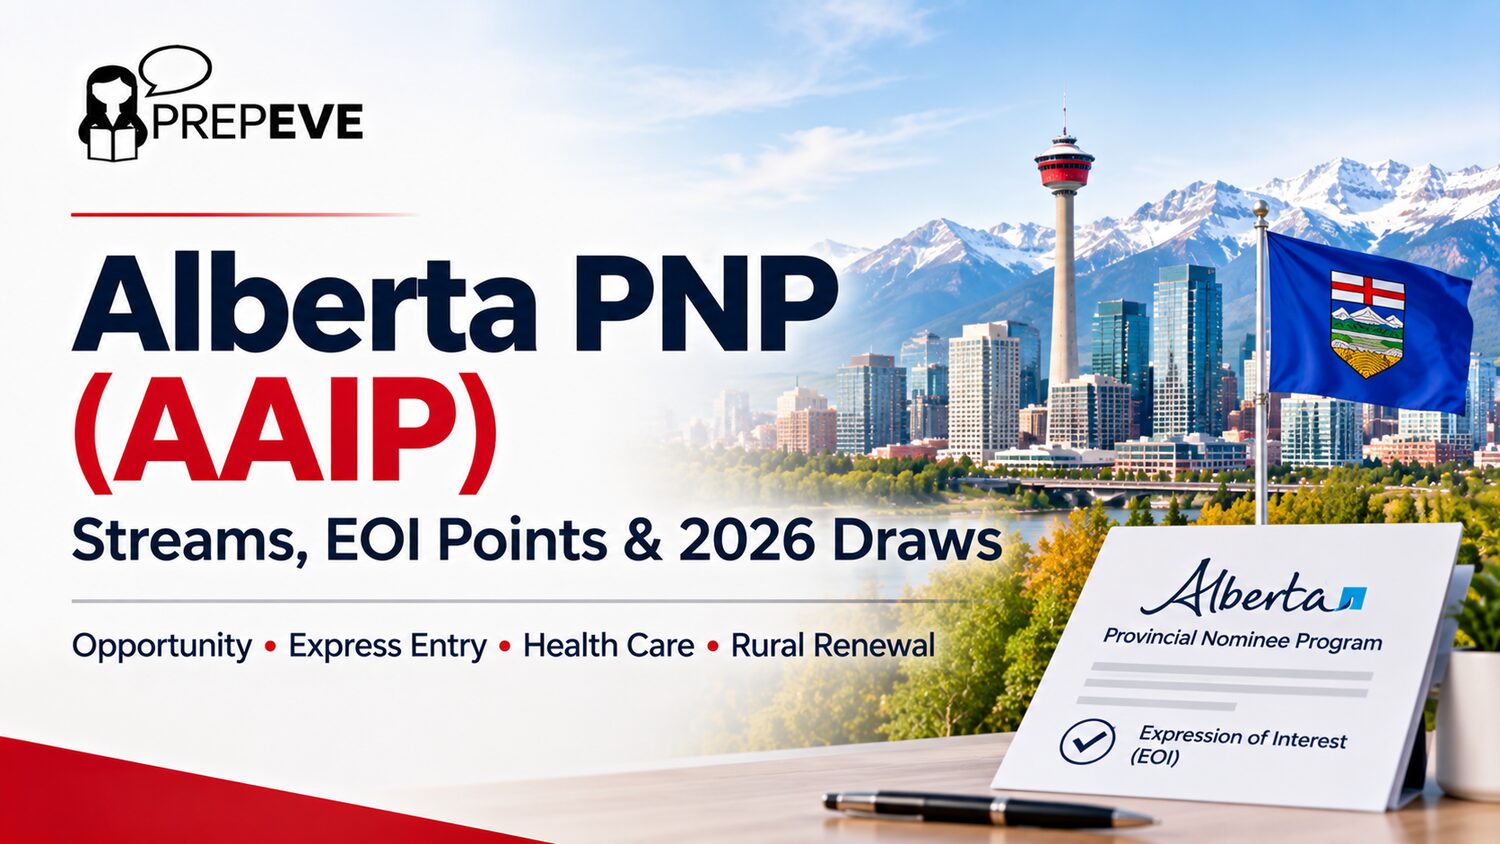 PREPEVE
Alberta PNP
(AAIP)
Streams, EOI Points & 2026 Draws
Opportunity • Express Entry • Health Care • Rural Renewal
Alberta
Provincial Nominee Program
Expression of Interest
(EOI)